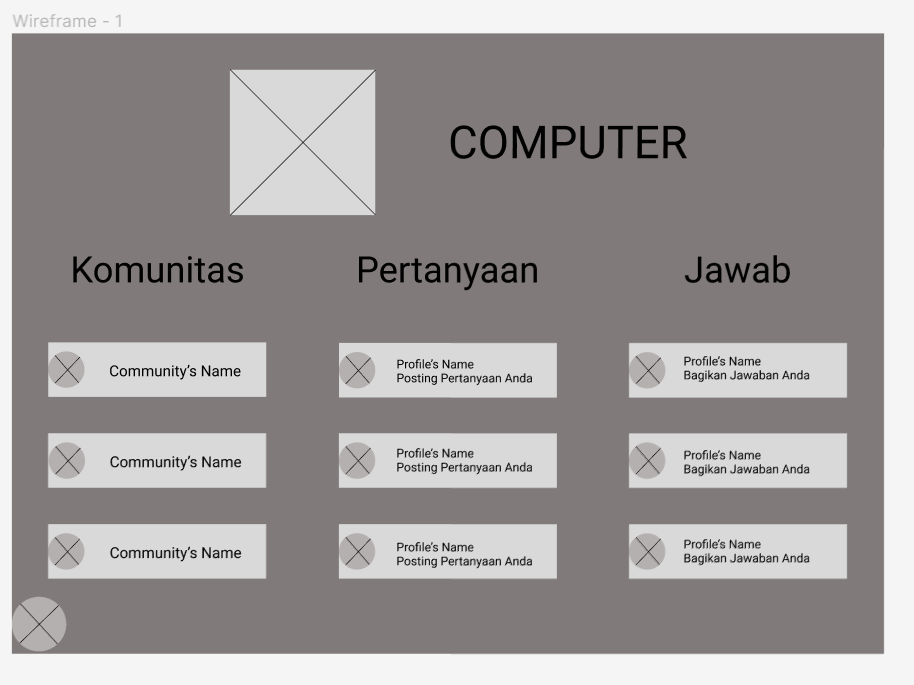 Wireframe - 1
COMPUTER
Komunitas
Community's Name
Community's Name
Community's Name
Pertanyaan
Profile's Name
Posting Pertanyaan Anda
Profile's Name
Posting Pertanyaan Anda
Profile's Name
Posting Pertanyaan Anda
Jawab
Profile's Name
Bagikan Jawaban Anda
Profile's Name
Bagikan Jawaban Anda
Profile's Name
Bagikan Jawaban Anda